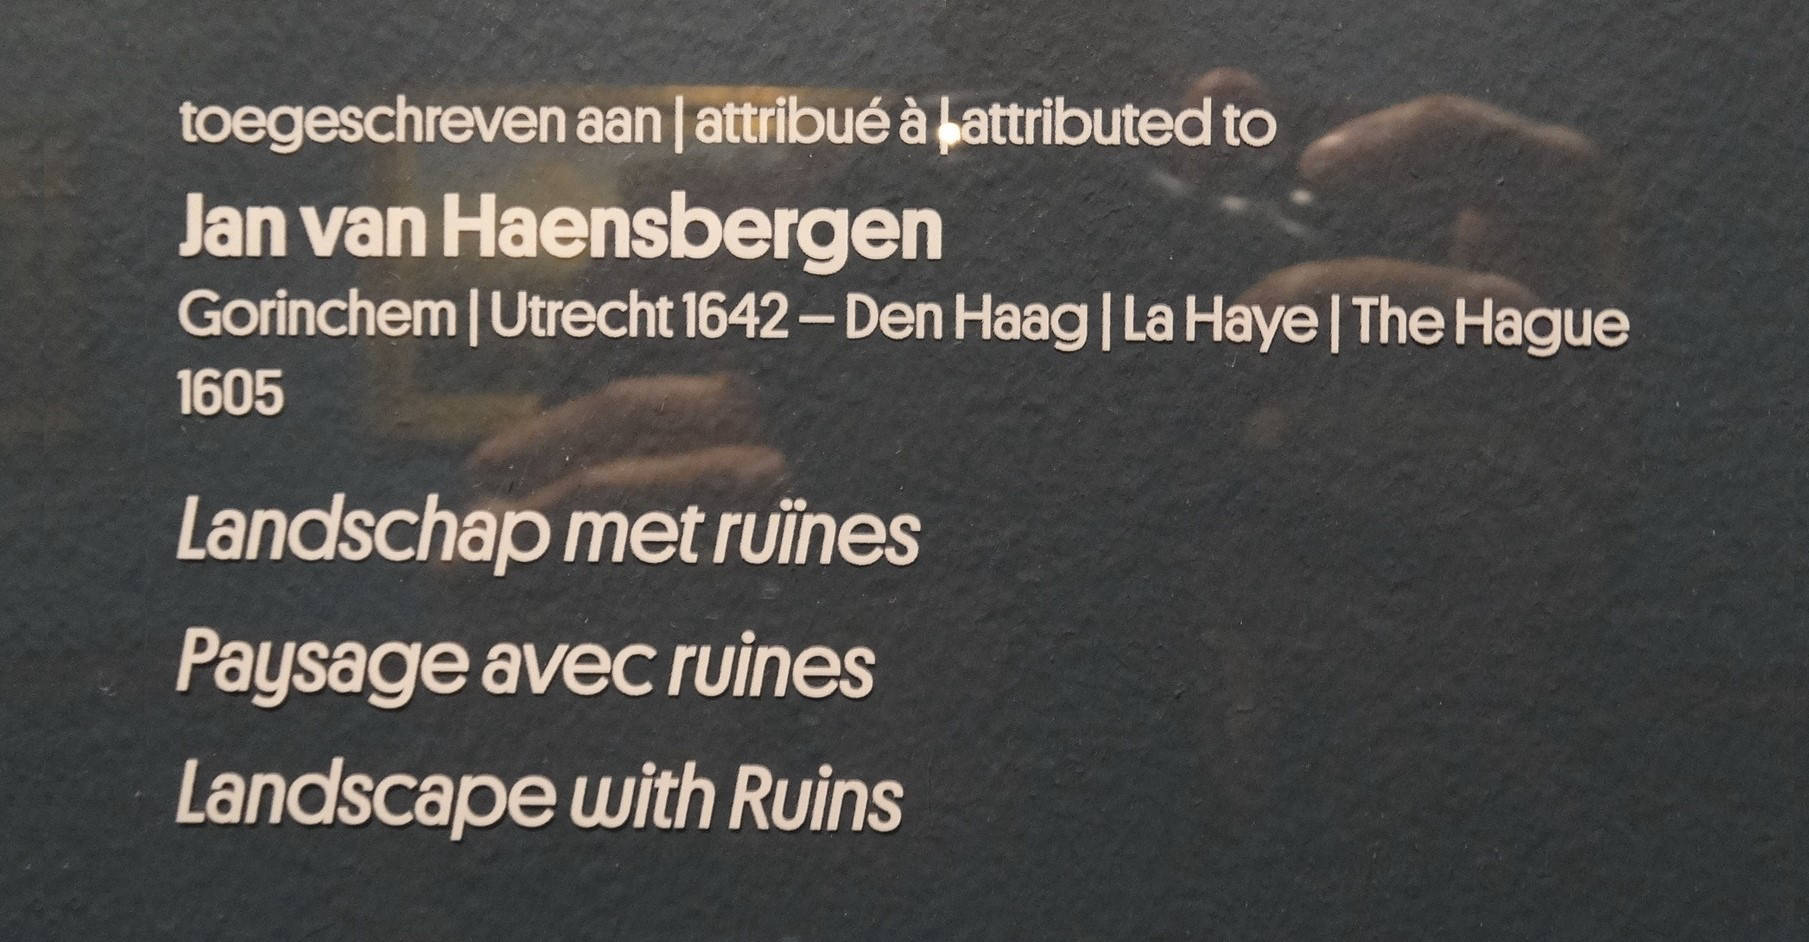 toegeschreven aan | attribué à | attributed to
Jan van Haensbergen
Gorinchem | Utrecht 1642 – Den Haag | La Haye | The Hague
1605
Landschap met ruïnes
Paysage avec ruines
Landscape with Ruins